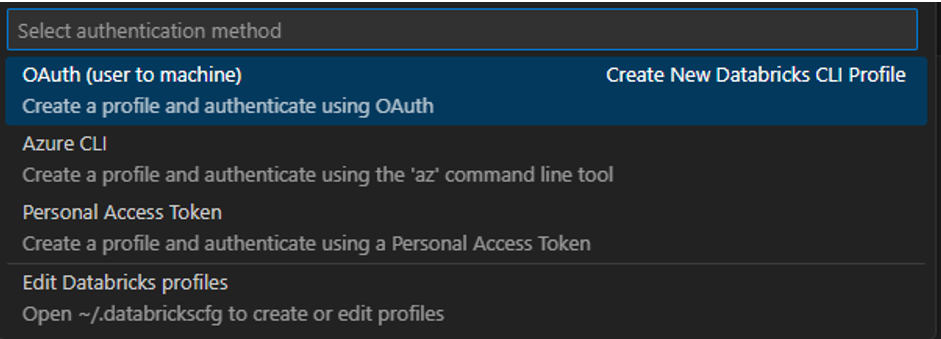 Select authentication method
OAuth (user to machine) Create New Databricks CLI Profile
Create a profile and authenticate using OAuth
Azure CLI
Create a profile and authenticate using the 'az' command line tool
Personal Access Token
Create a profile and authenticate using a Personal Access Token
Edit Databricks profiles
Open ~/.databrickscfg to create or edit profiles